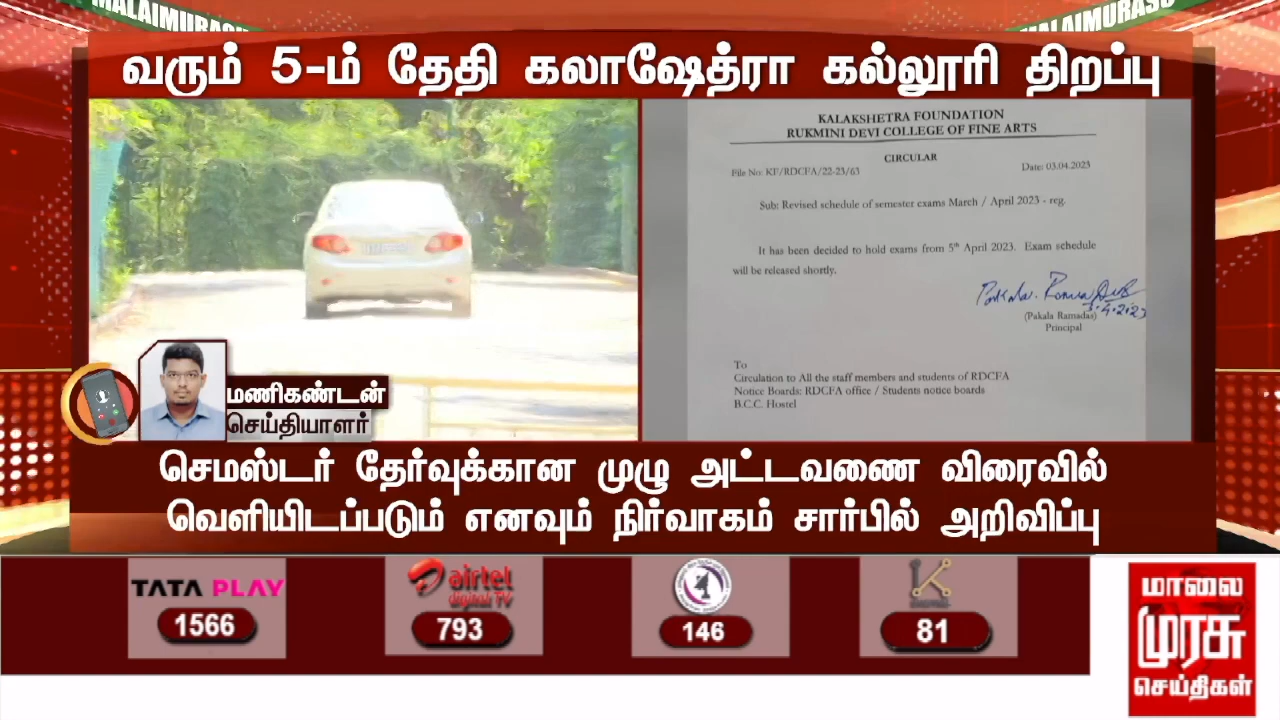 MALAIMURASU
MALAIMURASU
வரும் 5-ம் தேதி கலாஷேத்ரா கல்லூரி திறப்பு
KALAKSHETRA FOUNDATION
RUKMINI DEVI COLLEGE OF FINE ARTS
CIRCULAR
File No: KF/RDCFA/22-23/63
Date: 03.04.2023
Sub: Revised schedule of semester exams March / April 2023 - reg.
It has been decided to hold exams from 5th April 2023. Exam schedule
will be released shortly.
3.4.2023
(Pakala Ramadas)
Principal
To
Circulation to All the staff members and students of RDCFA
Notice Boards: RDCFA office / Students notice boards
B.C.C. Hostel
மணிகண்டன்
செய்தியாளர்
செமஸ்டர் தேர்வுக்கான முழு அட்டவணை விரைவில்
வெளியிடப்படும் எனவும் நிர்வாகம் சார்பில் அறிவிப்பு
TATA PLAY
1566
airtel
digital TV
793
146
81
மாலை
முரசு
செய்திகள்